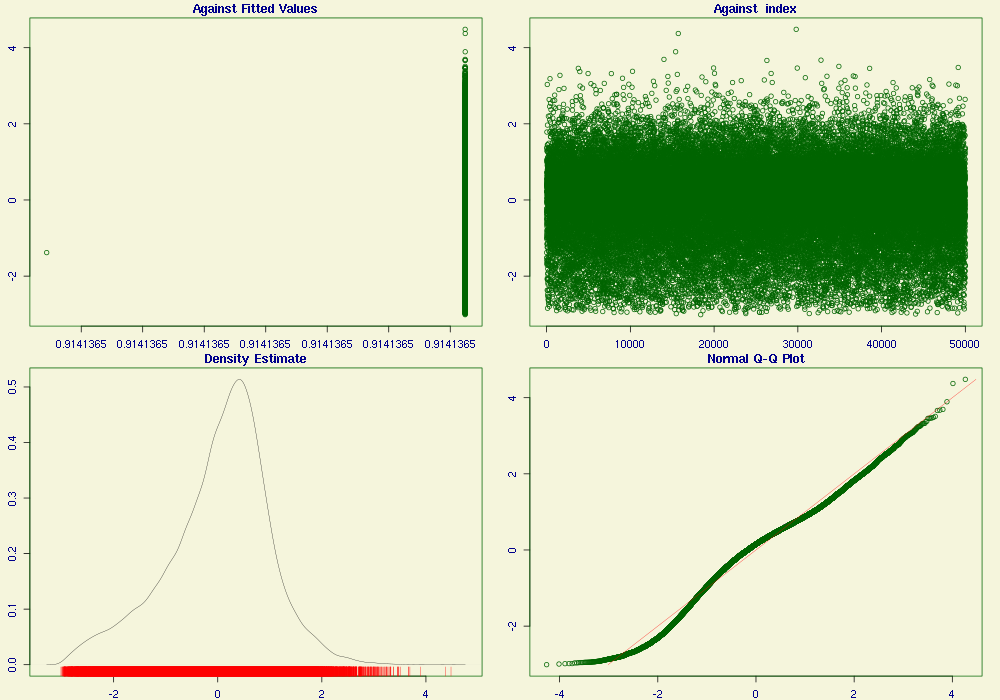 Against Fitted Values
4
2
0
-2
0.9141365 0.9141365 0.9141365 0.9141365 0.9141365 0.9141365 0.9141365
Against index
4
2
0
-2
0 10000 20000 30000 40000 50000
Density Estimate
0.5
0.4
0.3
0.2
0.1
0.0
-2 0 2 4
Normal Q-Q Plot
4
2
0
-2
-4 -2 0 2 4